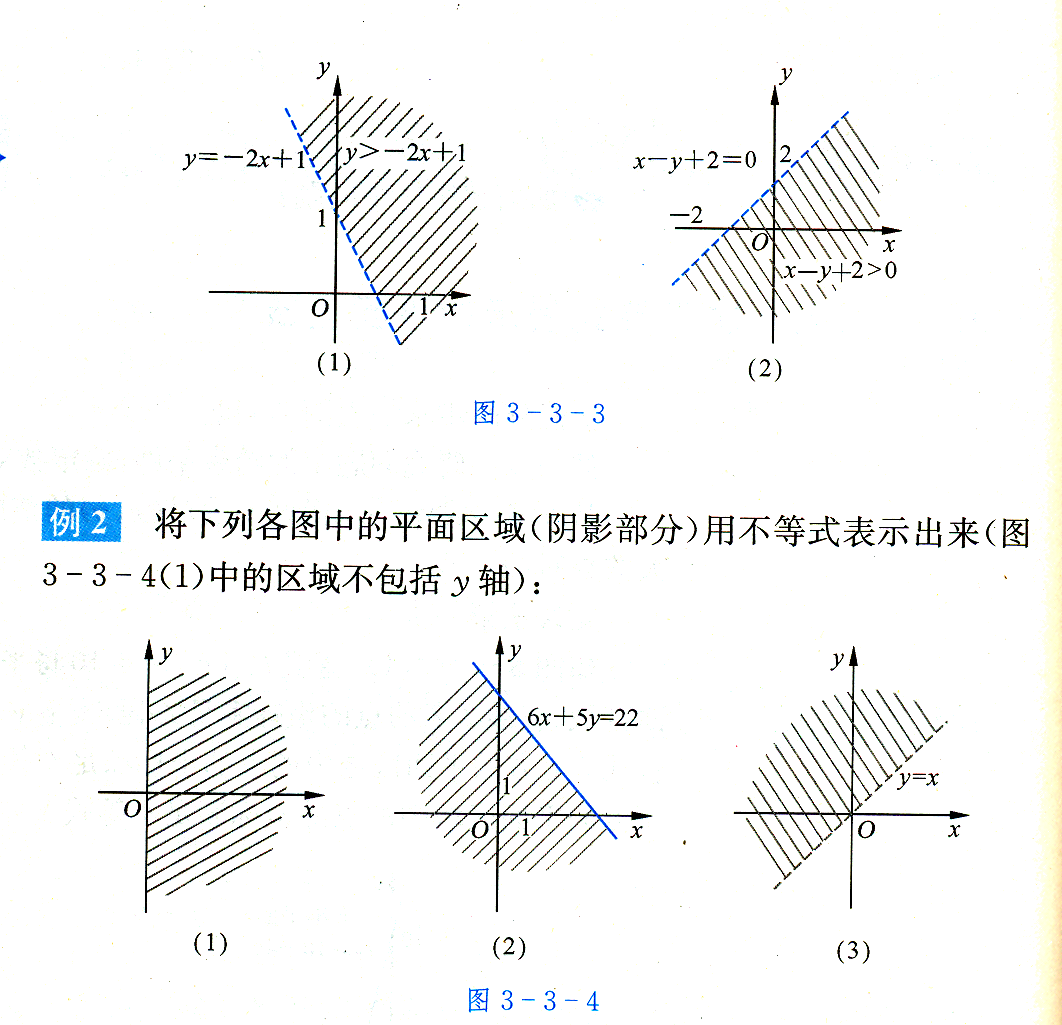 y
y=-2x+1
y>-2x+1
1
O
1
x
(1)
y
x-y+2=0
2
-2
O
x
x-y+2>0
(2)
图 3-3-3
例2 将下列各图中的平面区域(阴影部分)用不等式表示出来(图
3-3-4(1)中的区域不包括 y 轴):
y
O
x
(1)
y
6x+5y=22
1
O
1
x
(2)
y
y=x
O
x
(3)
图 3-3-4